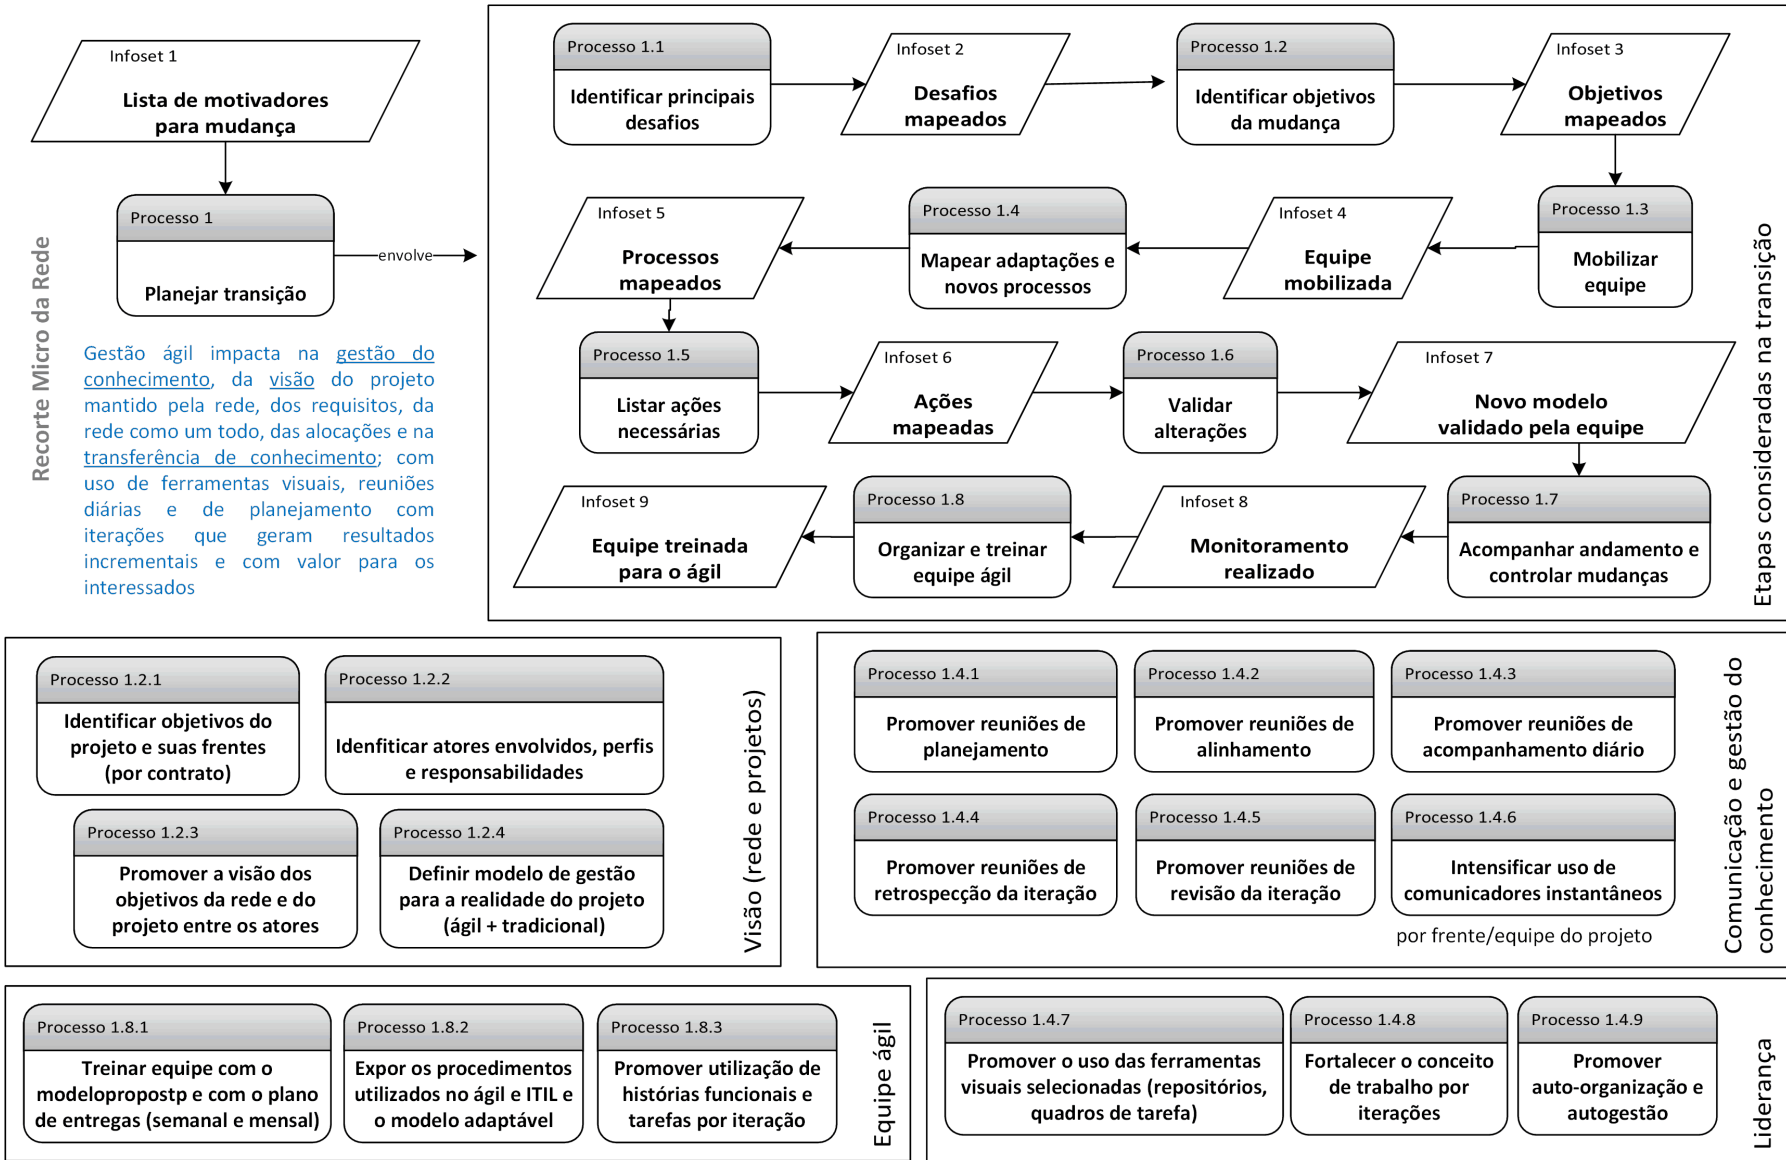 Infoset 1
Lista de motivadores
para mudança
Processo 1
Planejar transição
envolve
Recorte Micro da Rede
Gestão ágil impacta na gestão do
conhecimento, da visão do projeto
mantido pela rede, dos requisitos, da
rede como um todo, das alocações e na
transferência de conhecimento; com
uso de ferramentas visuais, reuniões
diárias e de planejamento com
iterações que geram resultados
incrementais e com valor para os
interessados
Processo 1.1
Identificar principais
desafios
Infoset 2
Desafios
mapeados
Processo 1.2
Identificar objetivos
da mudança
Infoset 3
Objetivos
mapeados
Processo 1.3
Mobilizar
equipe
Infoset 4
Equipe
mobilizada
Processo 1.4
Mapear adaptações e
novos processos
Infoset 5
Processos
mapeados
Processo 1.5
Listar ações
necessárias
Infoset 6
Ações
mapeadas
Processo 1.6
Validar
alterações
Infoset 7
Novo modelo
validado pela equipe
Processo 1.7
Acompanhar andamento e
controlar mudanças
Infoset 8
Monitoramento
realizado
Processo 1.8
Organizar e treinar
equipe ágil
Infoset 9
Equipe treinada
para o ágil
Etapas consideradas na transição
Processo 1.2.1
Identificar objetivos do
projeto e suas frentes
(por contrato)
Processo 1.2.2
Idenfiticar atores envolvidos, perfis
e responsabilidades
Processo 1.2.3
Promover a visão dos
objetivos da rede e do
projeto entre os atores
Processo 1.2.4
Definir modelo de gestão
para a realidade do projeto
(ágil + tradicional)
Visão (rede e projetos)
Processo 1.4.1
Promover reuniões de
planejamento
Processo 1.4.2
Promover reuniões de
alinhamento
Processo 1.4.3
Promover reuniões de
acompanhamento diário
Processo 1.4.4
Promover reuniões de
retrospecção da iteração
Processo 1.4.5
Promover reuniões de
revisão da iteração
Processo 1.4.6
Intensificar uso de
comunicadores instantâneos
por frente/equipe do projeto
Comunicação e gestão do
conhecimento
Processo 1.8.1
Treinar equipe com o
modelopropostp e com o plano
de entregas (semanal e mensal)
Processo 1.8.2
Expor os procedimentos
utilizados no ágil e ITIL e
o modelo adaptável
Processo 1.8.3
Promover utilização de
histórias funcionais e
tarefas por iteração
Equipe ágil
Processo 1.4.7
Promover o uso das ferramentas
visuais selecionadas (repositórios,
quadros de tarefa)
Processo 1.4.8
Fortalecer o conceito
de trabalho por
iterações
Processo 1.4.9
Promover
auto-organização e
autogestão
Liderança